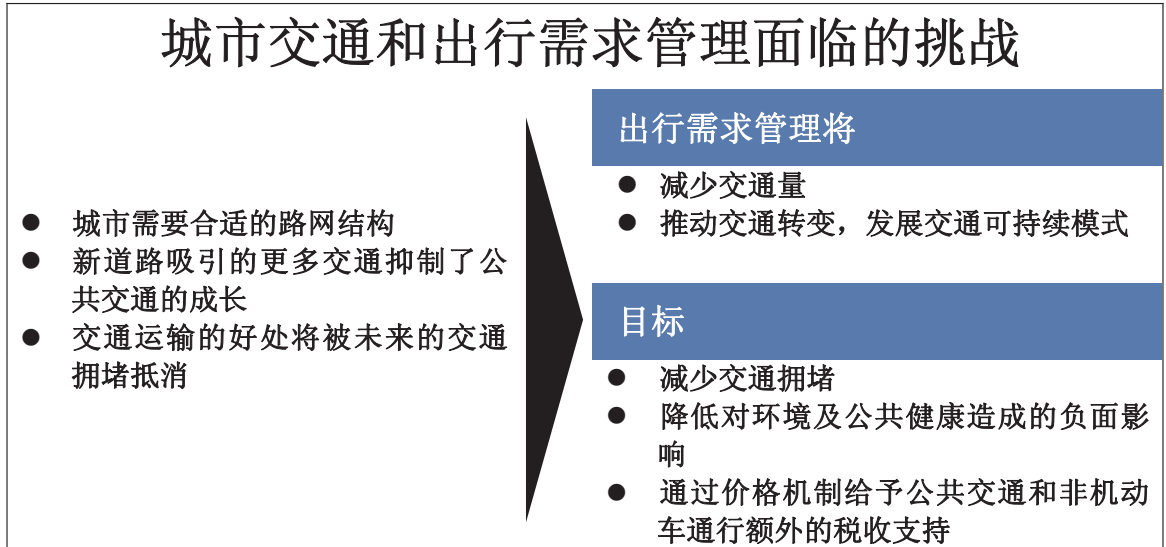 城市交通和出行需求管理面临的挑战
● 城市需要合适的路网结构
● 新道路吸引的更多交通抑制了公
共交通的成长
● 交通运输的好处将被未来的交通
拥堵抵消
出行需求管理将
● 减少交通量
● 推动交通转变，发展交通可持续模式
目标
● 减少交通拥堵
● 降低对环境及公共健康造成的负面影
响
● 通过价格机制给予公共交通和非机动
车通行额外的税收支持